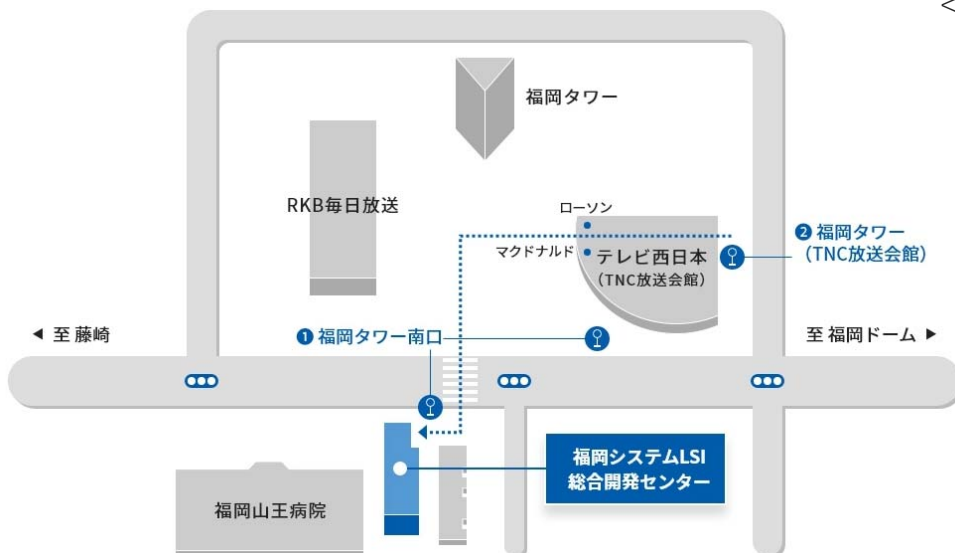 <
福岡タワー
RKB毎日放送
ローソン
マクドナルド
テレビ西日本
(TNC放送会館)
❷ 福岡タワー
(TNC放送会館)
◀ 至 藤崎
❶ 福岡タワー南口
至 福岡ドーム ▶
福岡システムLSI
総合開発センター
福岡山王病院